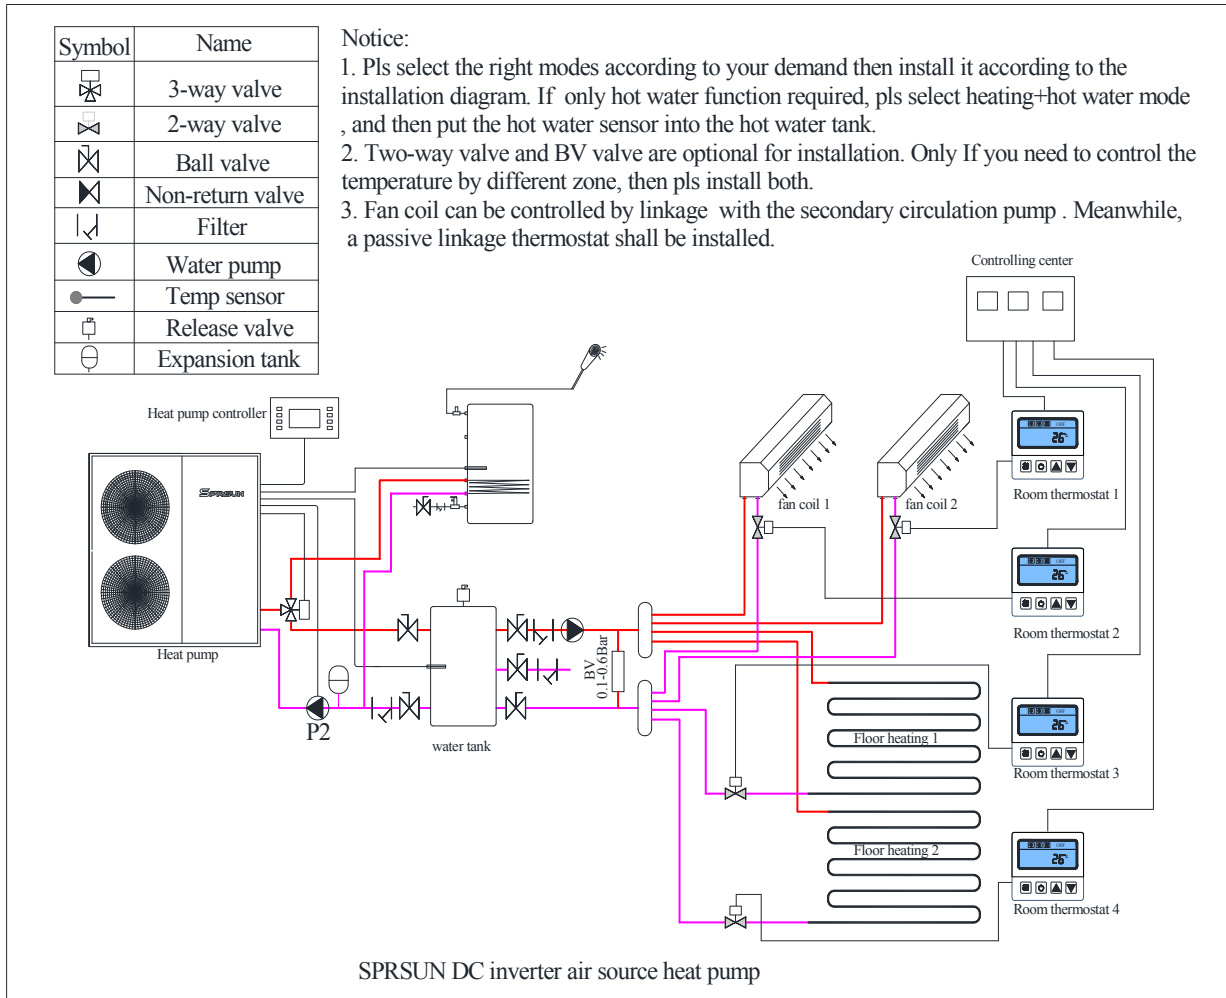 Symbol Name
3-way valve
2-way valve
Ball valve
Non-return valve
Filter
Water pump
Temp sensor
Release valve
Expansion tank
Notice:
1. Pls select the right modes according to your demand then install it according to the
installation diagram. If only hot water function required, pls select heating+hot water mode
, and then put the hot water sensor into the hot water tank.
2. Two-way valve and BV valve are optional for installation. Only If you need to control the
temperature by different zone, then pls install both.
3. Fan coil can be controlled by linkage with the secondary circulation pump . Meanwhile,
a passive linkage thermostat shall be installed.
Controlling center
Heat pump controller
SPRSUN
Heat pump
P2
water tank
BV
0.1-0.6Bar
fan coil 1
fan coil 2
OFF
26°
Room thermostat 1
26°
Room thermostat 2
OFF
26°
Room thermostat 3
OFF
26°
Room thermostat 4
Floor heating 1
Floor heating 2
SPRSUN DC inverter air source heat pump